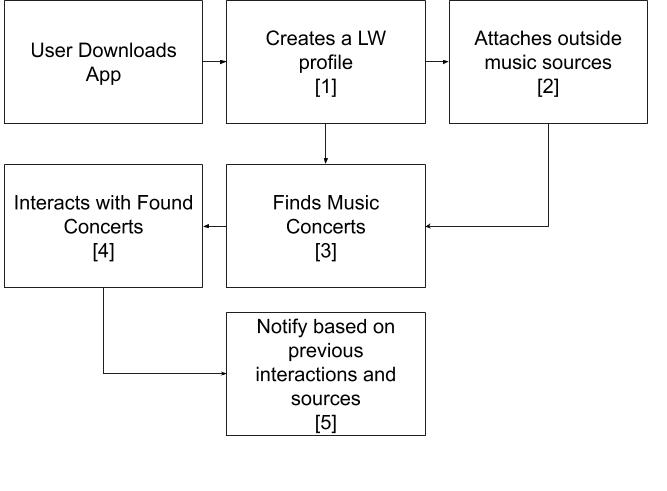 User Downloads
App
Creates a LW
profile
[1]
Attaches outside
music sources
[2]
Interacts with Found
Concerts
[4]
Finds Music
Concerts
[3]
Notify based on
previous
interactions and
sources
[5]